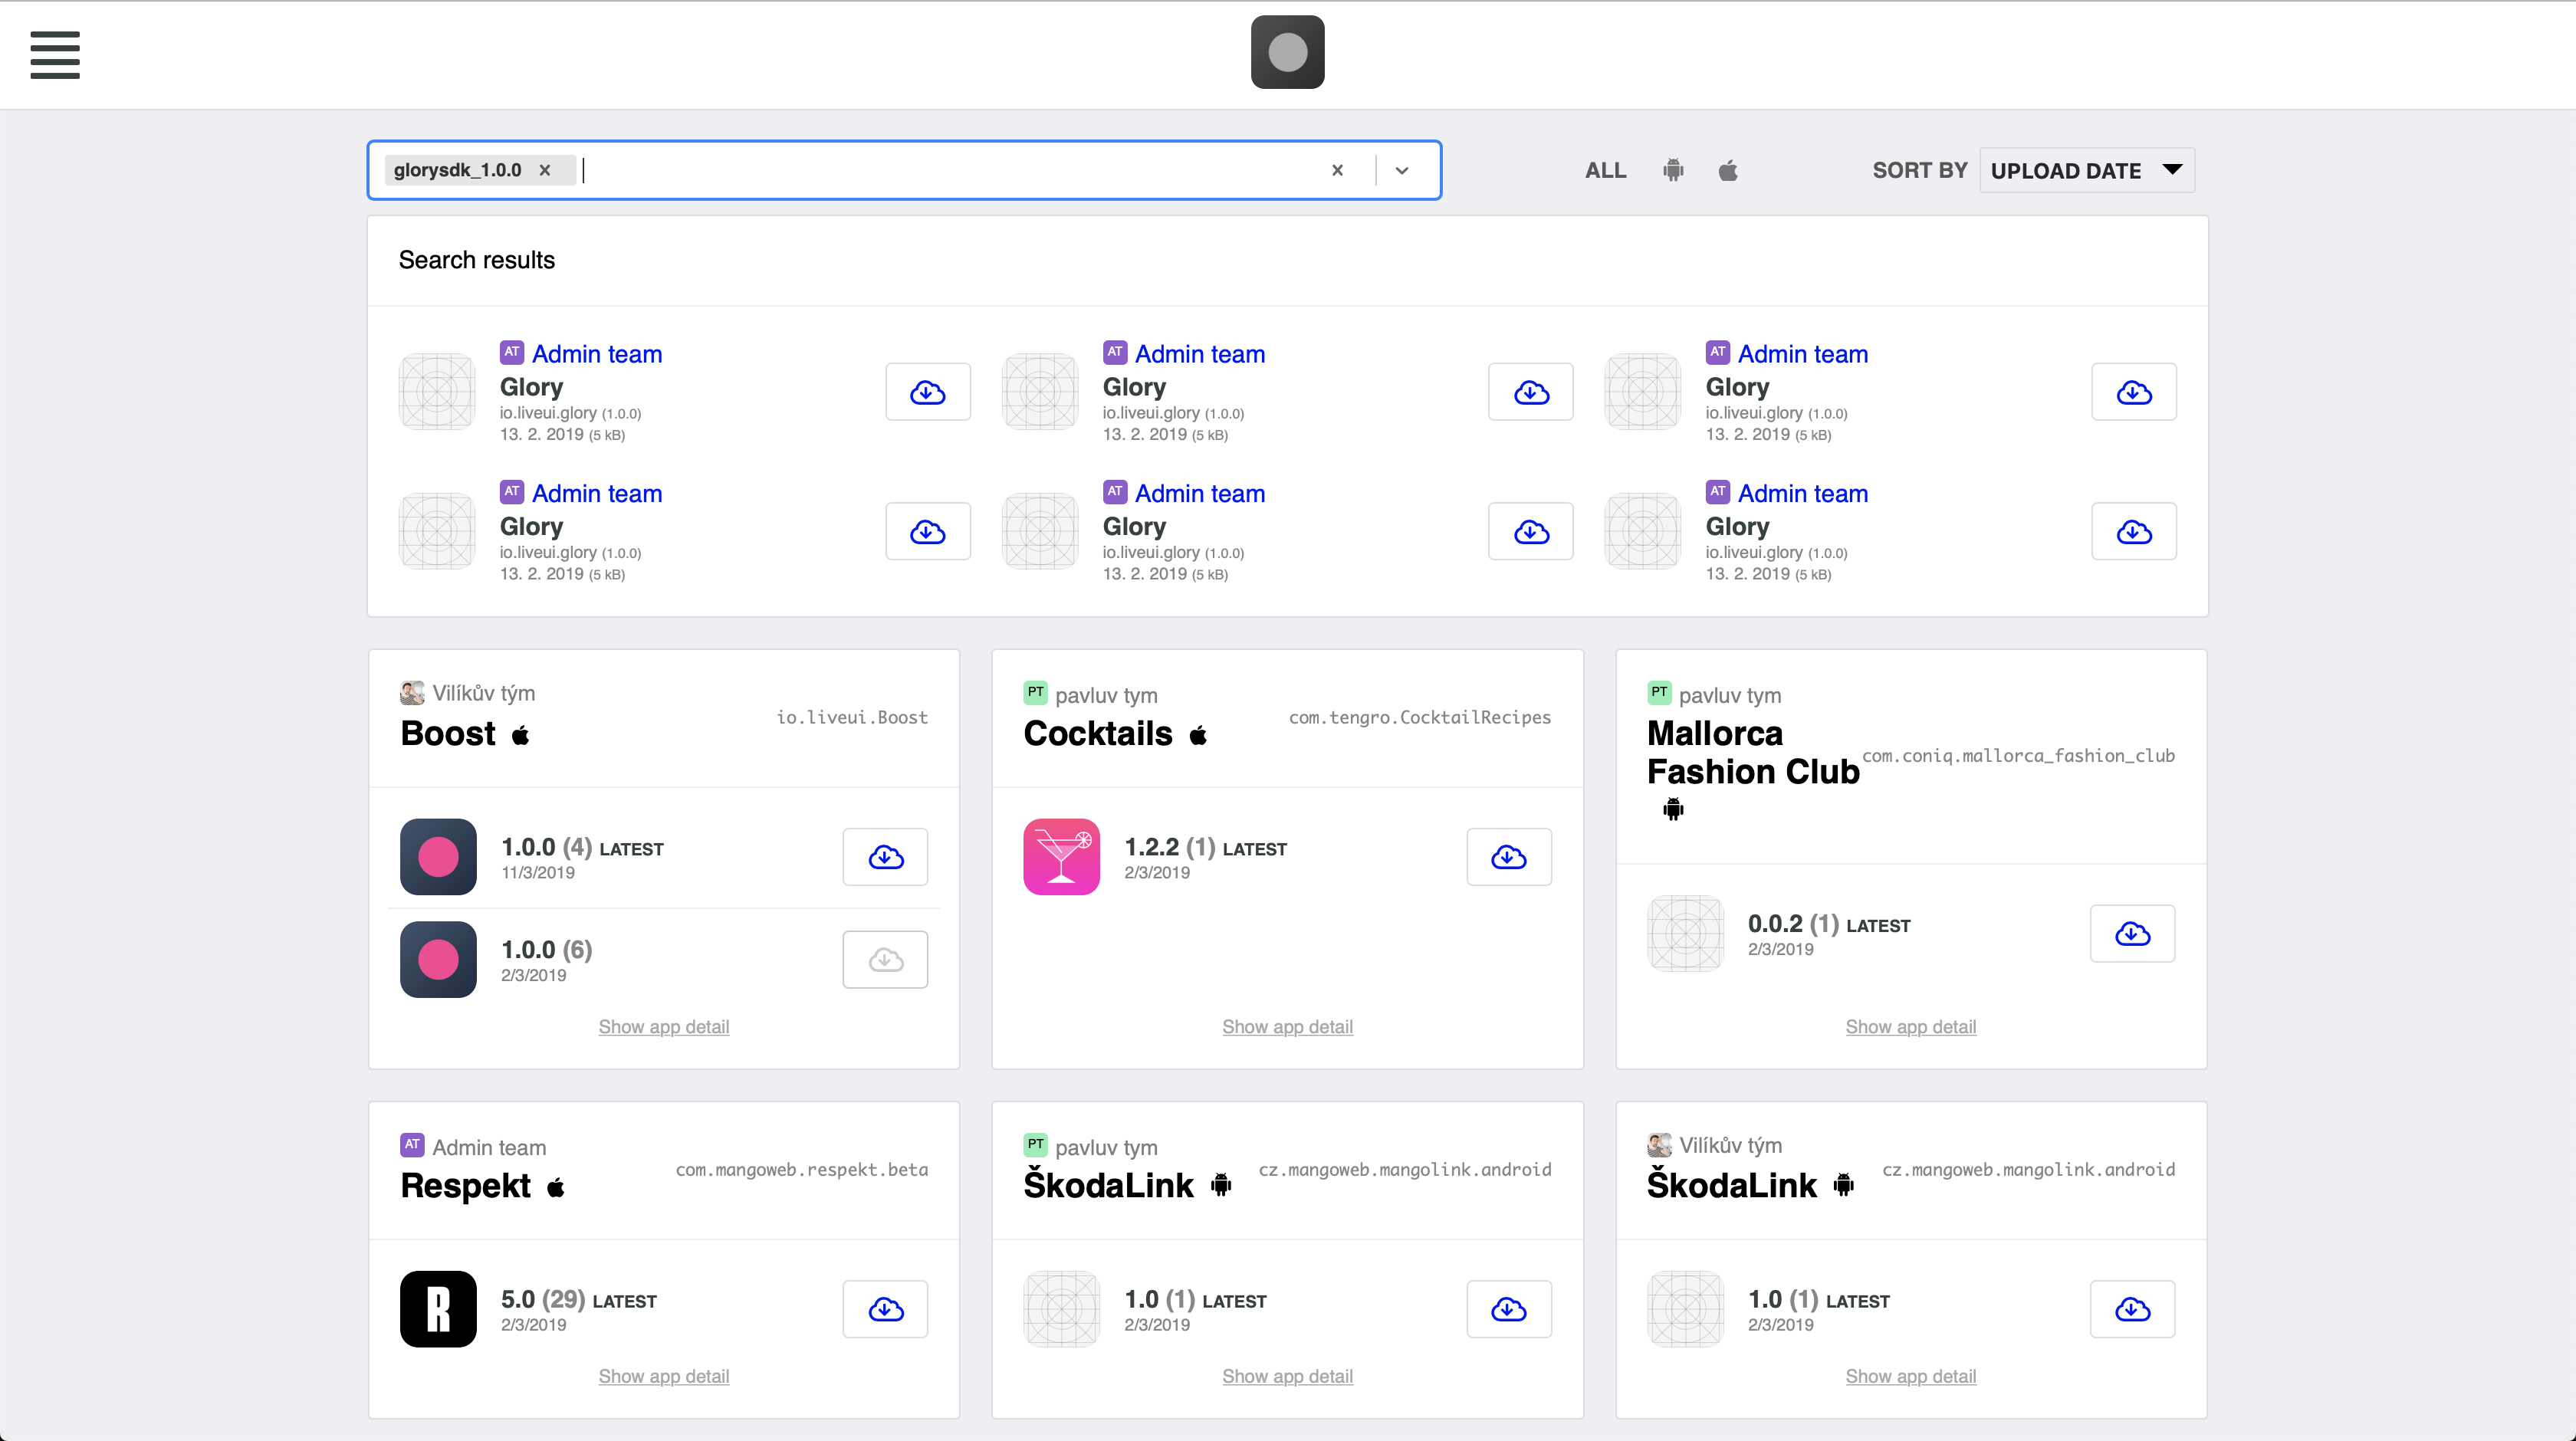 glorysdk_1.0.0
ALL
SORT BY UPLOAD DATE
Search results
AT Admin team
Glory
io.liveui.glory (1.0.0)
13. 2. 2019 (5 kB)
AT Admin team
Glory
io.liveui.glory (1.0.0)
13. 2. 2019 (5 kB)
AT Admin team
Glory
io.liveui.glory (1.0.0)
13. 2. 2019 (5 kB)
AT Admin team
Glory
io.liveui.glory (1.0.0)
13. 2. 2019 (5 kB)
AT Admin team
Glory
io.liveui.glory (1.0.0)
13. 2. 2019 (5 kB)
AT Admin team
Glory
io.liveui.glory (1.0.0)
13. 2. 2019 (5 kB)
Vilíkův tým
Boost
io.liveui.Boost
1.0.0 (4) LATEST
11/3/2019
1.0.0 (6)
2/3/2019
Show app detail
PT pavluv tym
Cocktails
com.tengro.CocktailRecipes
1.2.2 (1) LATEST
2/3/2019
Show app detail
PT pavluv tym
Mallorca
Fashion Club
com.coniq.mallorca_fashion_club
0.0.2 (1) LATEST
2/3/2019
Show app detail
AT Admin team
Respekt
com.mangoweb.respekt.beta
R
5.0 (29) LATEST
2/3/2019
Show app detail
PT pavluv tym
ŠkodaLink
cz.mangoweb.mangolink.android
1.0 (1) LATEST
2/3/2019
Show app detail
Vilíkův tým
ŠkodaLink
cz.mangoweb.mangolink.android
1.0 (1) LATEST
2/3/2019
Show app detail